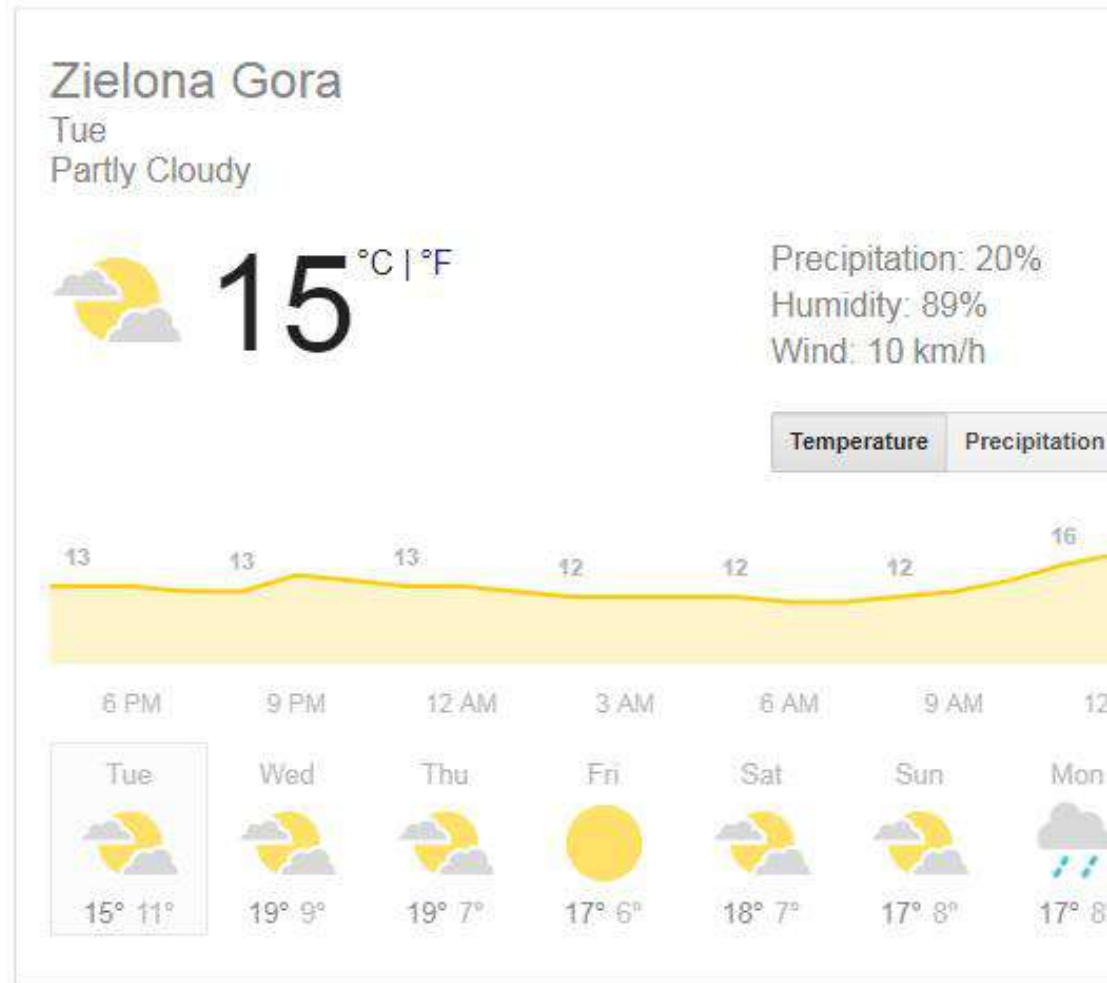 Zielona Gora
Tue
Partly Cloudy
15 °C | °F
Precipitation: 20%
Humidity: 89%
Wind: 10 km/h
Temperature Precipitation
13 13 13 12 12 12 16
6 PM 9 PM 12 AM 3 AM 6 AM 9 AM 12
Tue Wed Thu Fri Sat Sun Mon
15° 11° 19° 9° 19° 7° 17° 6° 18° 7° 17° 8° 17° 8